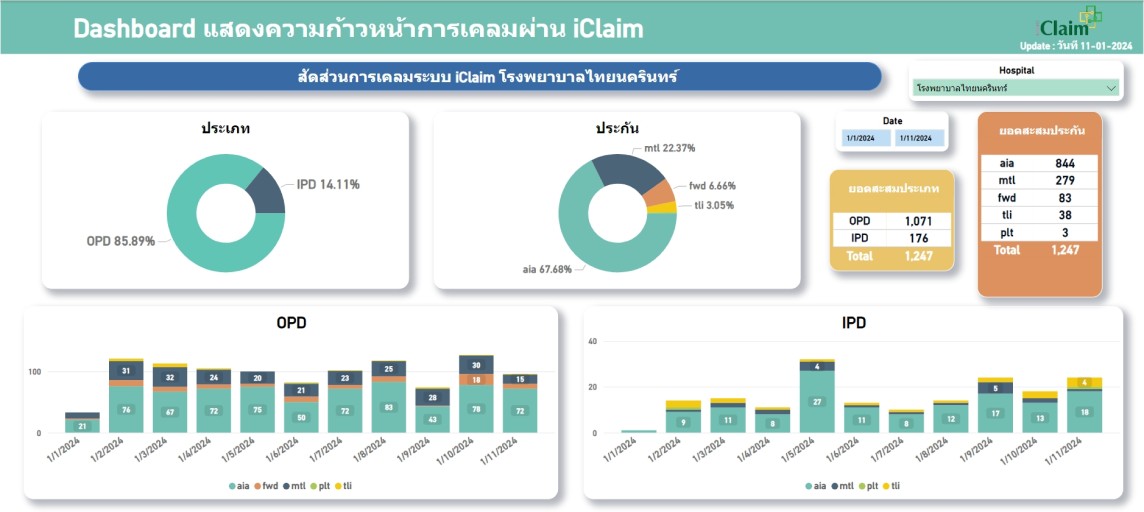 Dashboard แสดงความก้าวหน้าการเคลมผ่าน iClaim
iClaim
Update : วันที่ 11-01-2024
สัดส่วนการเคลมระบบ iClaim โรงพยาบาลไทยนครินทร์
Hospital
โรงพยาบาลไทยนครินทร์
ประเภท
IPD 14.11%
OPD 85.89%
ประกัน
mtl 22.37%
fwd 6.66%
tli 3.05%
aia 67.68%
Date
1/1/2024 1/11/2024
ยอดสะสมประเภท
OPD 1,071
IPD 176
Total 1,247
ยอดสะสมประกัน
aia 844
mtl 279
fwd 83
tli 38
plt 3
Total 1,247
OPD
100
0
31 32 24 20 21 23 25 28 30 15
18
21 76 67 72 75 50 72 83 43 78 72
1/1/2024 1/2/2024 1/3/2024 1/4/2024 1/5/2024 1/6/2024 1/7/2024 1/8/2024 1/9/2024 1/10/2024 1/11/2024
aia fwd mtl plt tli
IPD
40
20
0
4 5 4
9 11 8 27 11 8 12 17 13 18
1/1/2024 1/2/2024 1/3/2024 1/4/2024 1/5/2024 1/6/2024 1/7/2024 1/8/2024 1/9/2024 1/10/2024 1/11/2024
aia mtl plt tli